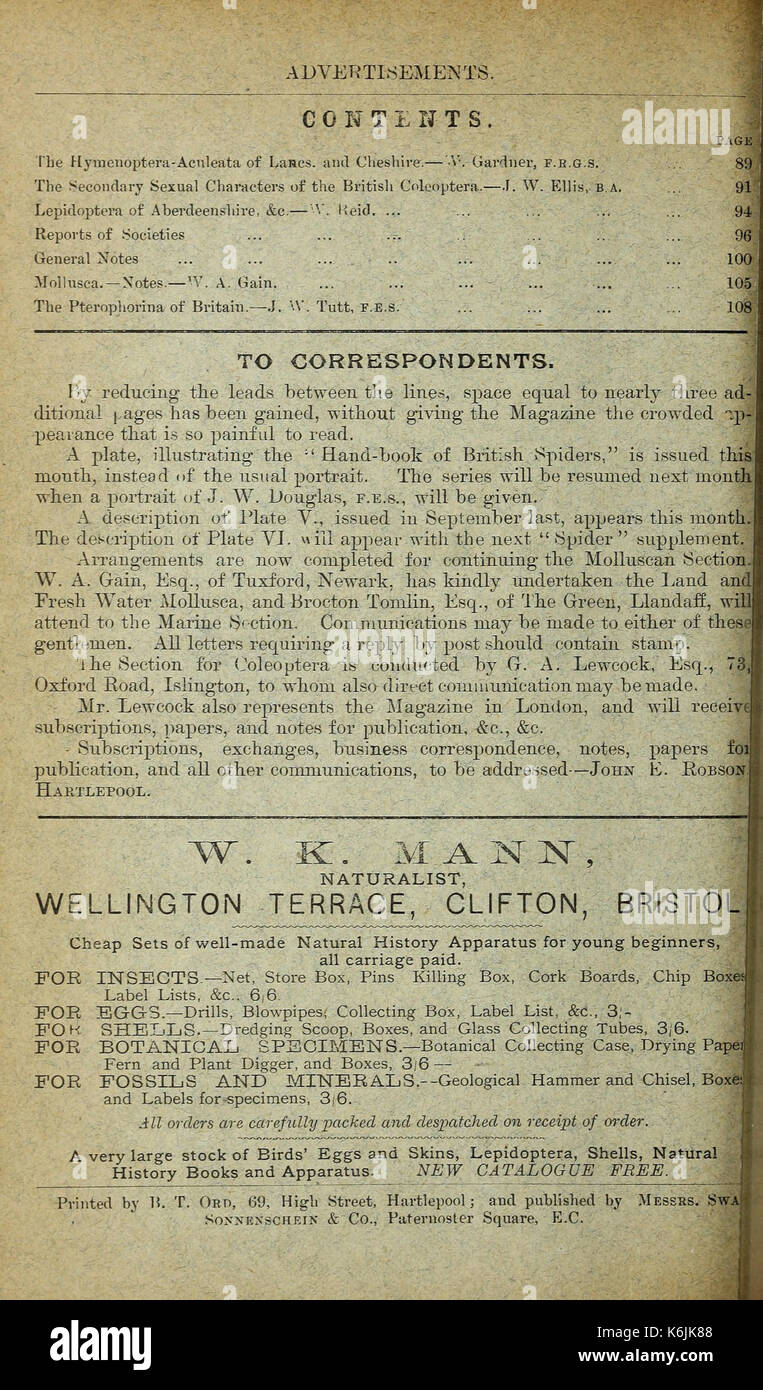 ADVERTISEMENTS.
CONTENTS.
PAGE
The Hymenoptera-Aculeata of Lancs. and Cheshire.—W. Gardner, F.R.G.S. ... 89
The Secondary Sexual Characters of the British Coleoptera.—J. W. Ellis, B.A. ... 91
Lepidoptera of Aberdeenshire, &c.—W. Reid. ... ... ... ... ... 94
Reports of Societies ... ... ... ... ... ... ... 96
General Notes ... ... ... ... ... ... ... ... 100
Mollusca.—Notes.—W. A. Gain. ... ... ... ... ... ... 105
The Pterophorina of Britain.—J. W. Tutt, F.E.S. ... ... ... ... 108
TO CORRESPONDENTS.
By reducing the leads between the lines, space equal to nearly three ad-
ditional pages has been gained, without giving the Magazine the crowded ap-
pearance that is so painful to read.
A plate, illustrating the "Hand-book of British Spiders," is issued this
month, instead of the usual portrait. The series will be resumed next month
when a portrait of J. W. Douglas, F.E.S., will be given.
A description of Plate V., issued in September last, appears this month.
The description of Plate VI. will appear with the next "Spider" supplement.
Arrangements are now completed for continuing the Molluscan Section.
W. A. Gain, Esq., of Tuxford, Newark, has kindly undertaken the Land and
Fresh Water Mollusca, and Brocton Tomlin, Esq., of The Green, Llandaff, will
attend to the Marine Section. Communications may be made to either of these
gentlemen. All letters requiring a reply by post should contain stamp.
The Section for Coleoptera is conducted by G. A. Lewcock, Esq., 73,
Oxford Road, Islington, to whom also direct communication may be made.
Mr. Lewcock also represents the Magazine in London, and will receive
subscriptions, papers, and notes for publication, &c., &c.
Subscriptions, exchanges, business correspondence, notes, papers for
publication, and all other communications, to be addressed—JOHN E. ROBSON
HARTLEPOOL.
W. K. MANN,
NATURALIST,
WELLINGTON TERRACE, CLIFTON, BRISTOL
Cheap Sets of well-made Natural History Apparatus for young beginners,
all carriage paid.
FOR INSECTS—Net, Store Box, Pins Killing Box, Cork Boards, Chip Boxes
Label Lists, &c., 6/6.
FOR EGGS.—Drills, Blowpipes, Collecting Box, Label List, &c., 3/-
FOR SHELLS.—Dredging Scoop, Boxes, and Glass Collecting Tubes, 3/6.
FOR BOTANICAL SPECIMENS.—Botanical Collecting Case, Drying Paper
Fern and Plant Digger, and Boxes, 3/6—
FOR FOSSILS AND MINERALS.—Geological Hammer and Chisel, Boxes
and Labels for specimens, 3/6.
All orders are carefully packed and despatched on receipt of order.
A very large stock of Birds' Eggs and Skins, Lepidoptera, Shells, Natural
History Books and Apparatus. NEW CATALOGUE FREE.
Printed by B. T. ORD, 69, High Street, Hartlepool; and published by MESSRS. SWA
SONNENSCHEIN & Co., Paternoster Square, E.C.
alamy
alamy stock photo
K6JK88
www.alamy.com